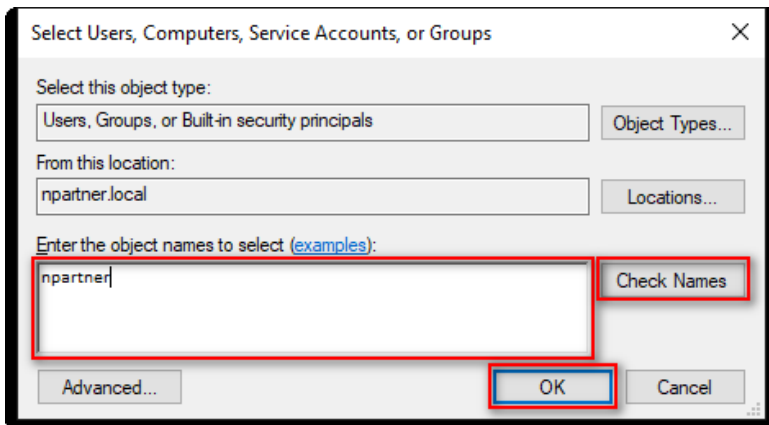 Select Users, Computers, Service Accounts, or Groups
Select this object type:
Users, Groups, or Built-in security principals
Object Types...
From this location:
npartner.local
Locations...
Enter the object names to select (examples):
npartner
Check Names
Advanced...
OK
Cancel